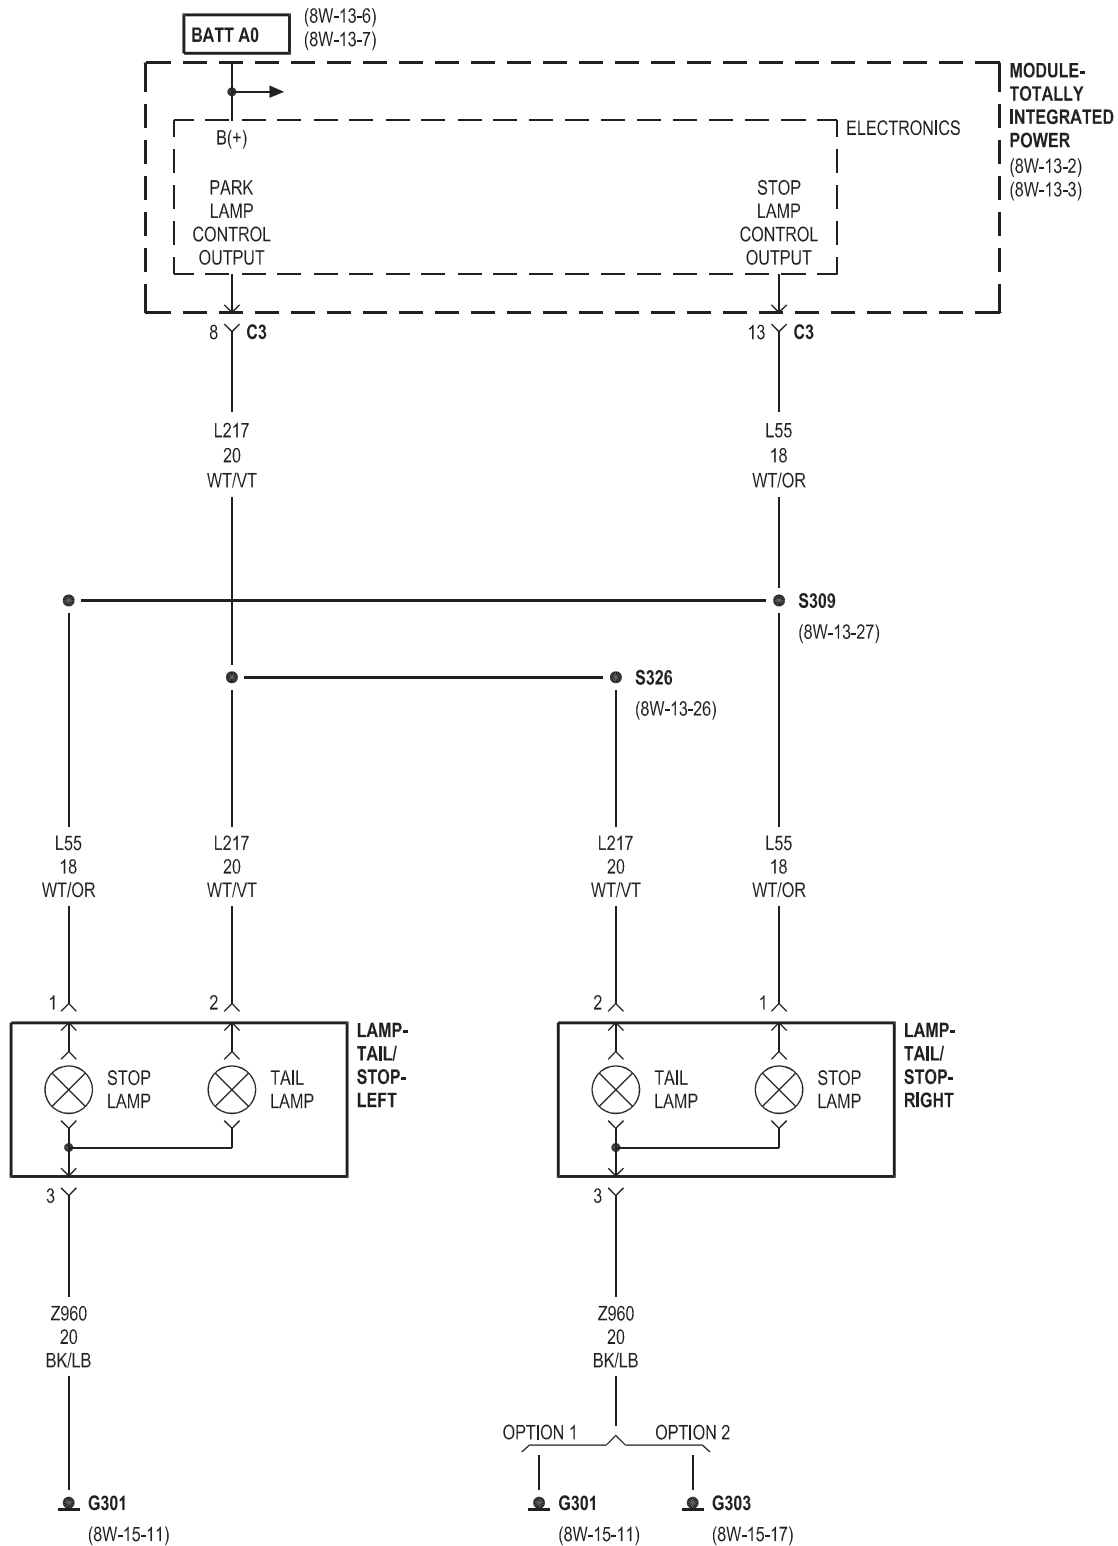 BATT A0
(8W-13-6)
(8W-13-7)
MODULE-
TOTALLY
INTEGRATED
POWER
(8W-13-2)
(8W-13-3)
ELECTRONICS
B(+)
PARK
LAMP
CONTROL
OUTPUT
STOP
LAMP
CONTROL
OUTPUT
8 C3
13 C3
L217
20
WT/VT
L55
18
WT/OR
S309
(8W-13-27)
S326
(8W-13-26)
L55
18
WT/OR
L217
20
WT/VT
L217
20
WT/VT
L55
18
WT/OR
1
2
2
1
STOP
LAMP
TAIL
LAMP
LAMP-
TAIL/
STOP-
LEFT
TAIL
LAMP
STOP
LAMP
LAMP-
TAIL/
STOP-
RIGHT
3
3
Z960
20
BK/LB
Z960
20
BK/LB
OPTION 1
OPTION 2
G301
(8W-15-11)
G301
(8W-15-11)
G303
(8W-15-17)